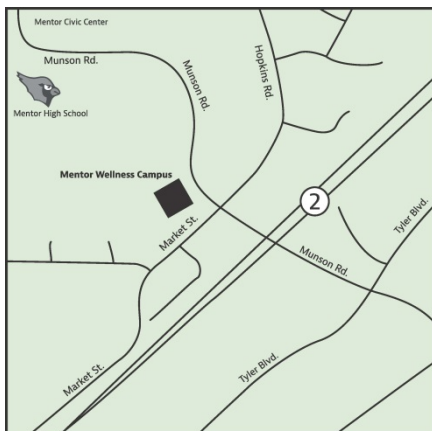 Mentor Civic Center
Munson Rd.
Mentor High School
Munson Rd.
Hopkins Rd.
Mentor Wellness Campus
Market St.
2
Munson Rd.
Tyler Blvd.
Market St.
Tyler Blvd.